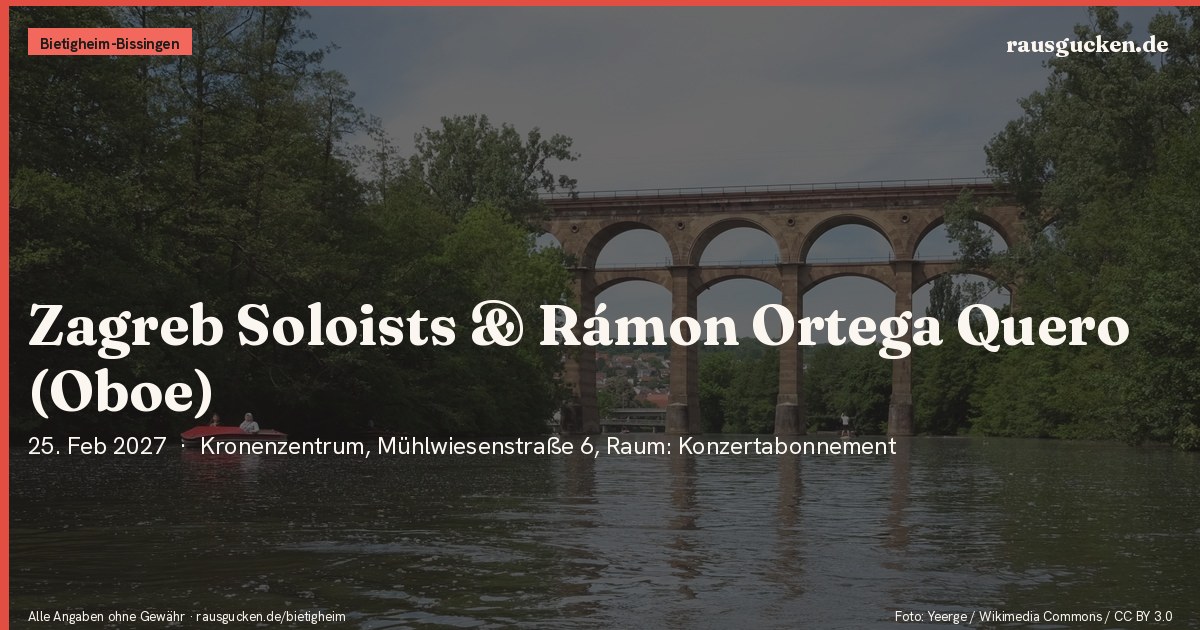 Bietigheim-Bissingen
rausgucken.de
Zagreb Soloists & Rámon Ortega Quero
(Oboe)
25. Feb 2027 · Kronenzentrum, Mühlwiesenstraße 6, Raum: Konzertabonnement
Alle Angaben ohne Gewähr · rausgucken.de/bietigheim
Foto: Yeerge / Wikimedia Commons / CC BY 3.0